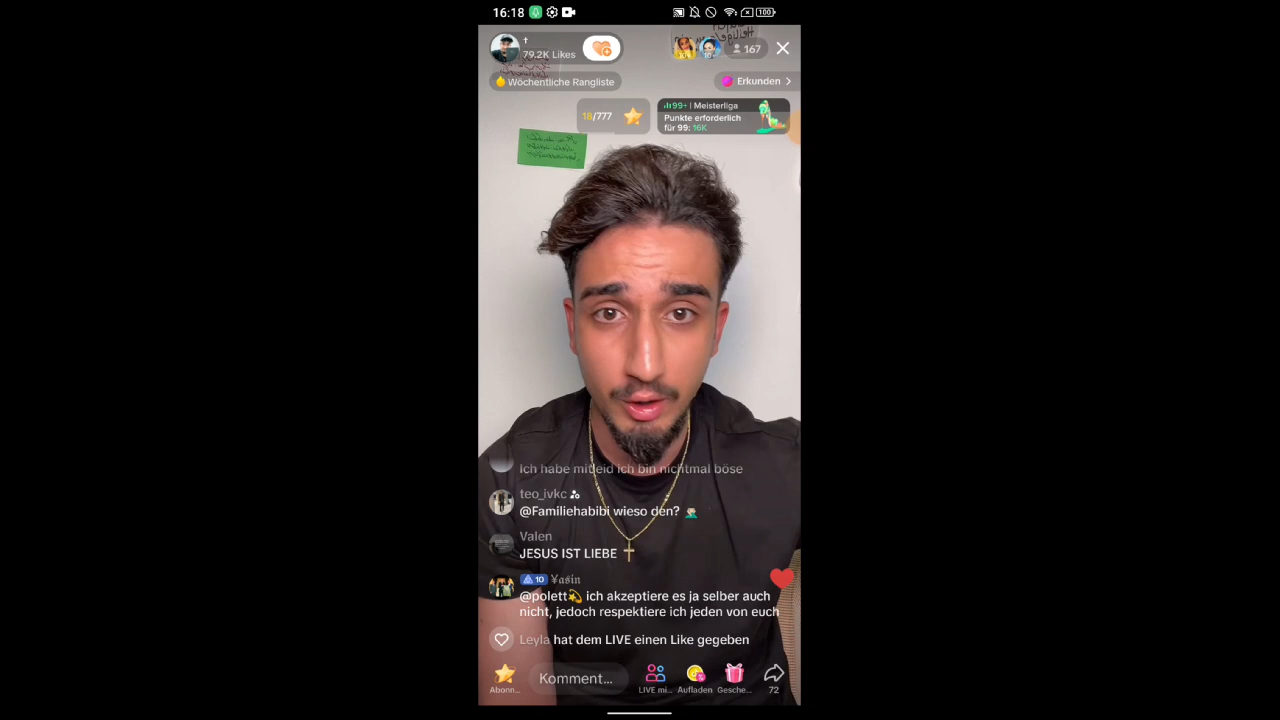 16:18
100
†
79.2K Likes
167
Wöchentliche Rangliste
Erkunden
18/777
99+ | Meisterliga
Punkte erforderlich
für 99: 16K
Ich habe mitleid ich bin nichtmal böse
teo_ivkc
@Familiehabibi wieso den? 🤦🏻‍♂️
Valen
JESUS IST LIEBE ✝️
10 ¥𝔞𝔰𝔦𝔫
@polett💫 ich akzeptiere es ja selber auch
nicht, jedoch respektiere ich jeden von euch
Leyla hat dem LIVE einen Like gegeben
Abonn...
Komment...
LIVE mi...
Aufladen
Gesche...
72